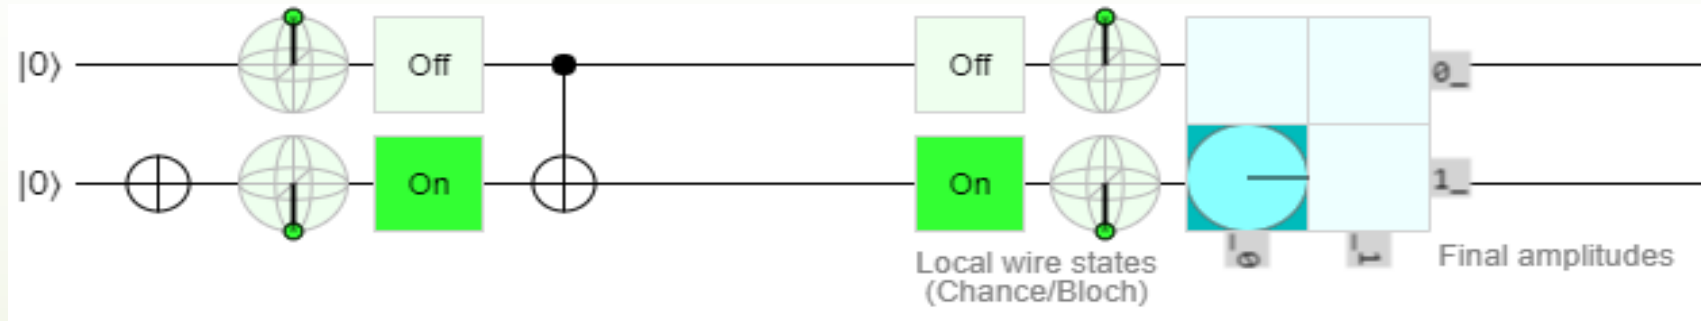 |0⟩ Off Off 0_
|0⟩ On On 1_
Local wire states
(Chance/Bloch)
_0 _1 Final amplitudes